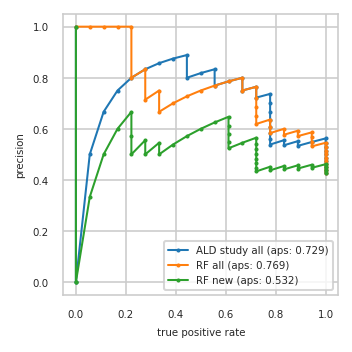 1.0
0.8
0.6
0.4
0.2
0.0
precision
ALD study all (aps: 0.729)
RF all (aps: 0.769)
RF new (aps: 0.532)
0.0 0.2 0.4 0.6 0.8 1.0
true positive rate